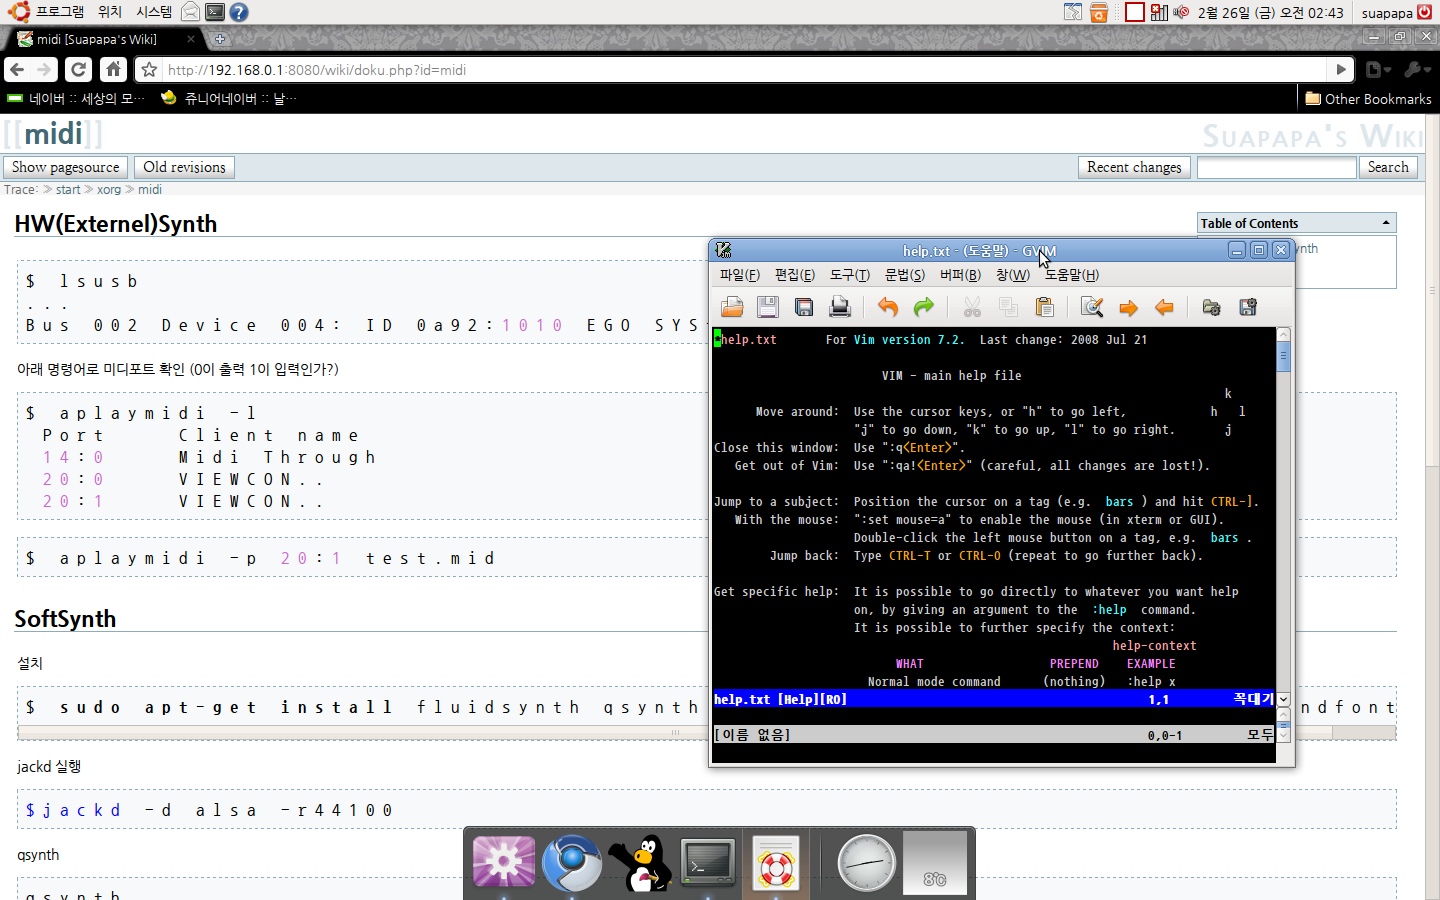 프로그램 위치 시스템 2월 26일 (금) 오전 02:43 suapapa
midi [Suapapa's Wiki]
http://192.168.0.1:8080/wiki/doku.php?id=midi
네이버 :: 세상의 모… 쥬니어네이버 :: 날… Other Bookmarks
[[midi]] Suapapa's Wiki
Show pagesource Old revisions Recent changes Search
Trace: » start » xorg » midi
HW(Externel)Synth
Table of Contents
$ lsusb
...
Bus 002 Device 004: ID 0a92:1010 EGO SYS
아래 명령어로 미디포트 확인 (0이 출력 1이 입력인가?)
$ aplaymidi -l
Port Client name
14:0 Midi Through
20:0 VIEWCON..
20:1 VIEWCON..
$ aplaymidi -p 20:1 test.mid
SoftSynth
설치
$ sudo apt-get install fluidsynth qsynth ndfont
jackd 실행
$jackd -d alsa -r44100
qsynth
qsynth
help.txt - (도움말) - GVIM
파일(F) 편집(E) 도구(T) 문법(S) 버퍼(B) 창(W) 도움말(H)
*help.txt For Vim version 7.2. Last change: 2008 Jul 21
VIM - main help file
k
Move around: Use the cursor keys, or "h" to go left, h l
"j" to go down, "k" to go up, "l" to go right. j
Close this window: Use ":q<Enter>".
Get out of Vim: Use ":qa!<Enter>" (careful, all changes are lost!).
Jump to a subject: Position the cursor on a tag (e.g. bars ) and hit CTRL-].
With the mouse: ":set mouse=a" to enable the mouse (in xterm or GUI).
Double-click the left mouse button on a tag, e.g. bars .
Jump back: Type CTRL-T or CTRL-O (repeat to go further back).
Get specific help: It is possible to go directly to whatever you want help
on, by giving an argument to the :help command.
It is possible to further specify the context:
help-context
WHAT PREPEND EXAMPLE
Normal mode command (nothing) :help x
help.txt [Help][RO] 1,1 꼭대기
[이름 없음] 0,0-1 모두
8℃